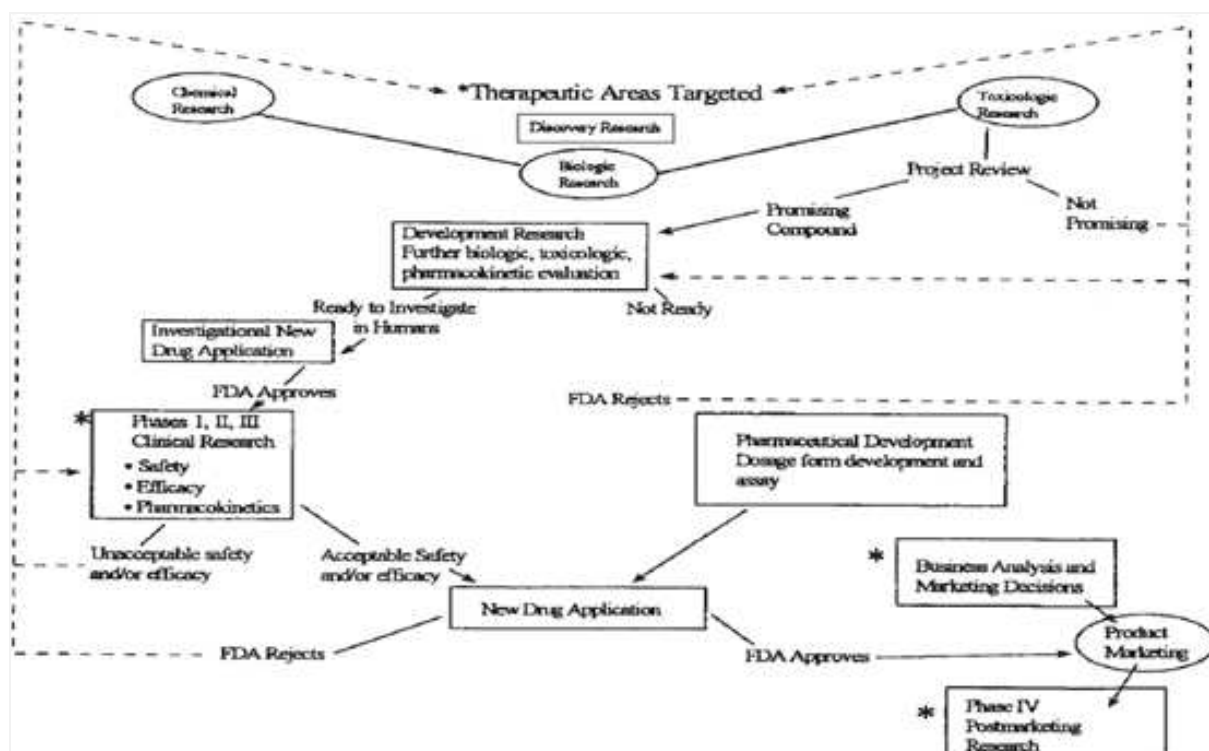 *Therapeutic Areas Targeted
Chemical
Research
Toxicologic
Research
Discovery Research
Biologic
Research
Project Review
Promising
Compound
Not
Promising
Development Research
Further biologic, toxicologic,
pharmacokinetic evaluation
Ready to Investigate
in Humans
Not Ready
Investigational New
Drug Application
FDA Approves
FDA Rejects
*
Phases I, II, III
Clinical Research
• Safety
• Efficacy
• Pharmacokinetics
Pharmaceutical Development
Dosage form development and
assay
Unacceptable safety
and/or efficacy
Acceptable Safety
and/or efficacy
*
Business Analysis and
Marketing Decisions
New Drug Application
Product
Marketing
FDA Rejects
FDA Approves
*
Phase IV
Postmarketing
Research